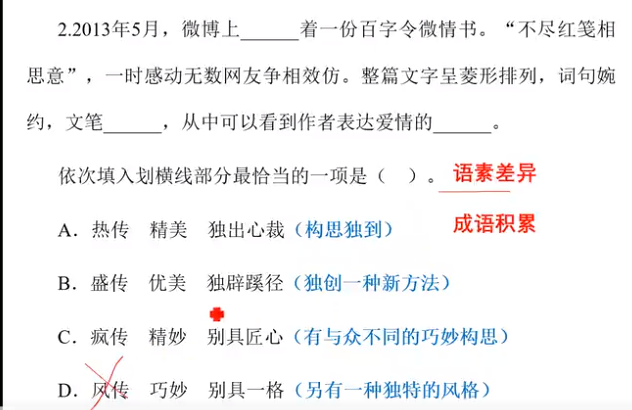 2.2013年5月，微博上______着一份百字令微情书。“不尽红笺相
思意”，一时感动无数网友争相效仿。整篇文字呈菱形排列，词句婉
约，文笔______，从中可以看到作者表达爱情的______。
依次填入划横线部分最恰当的一项是（ ）。 语素差异
成语积累
A．热传 精美 独出心裁（构思独到）
B．盛传 优美 独辟蹊径（独创一种新方法）
C．疯传 精妙 别具匠心（有与众不同的巧妙构思）
D．风传 巧妙 别具一格（另有一种独特的风格）